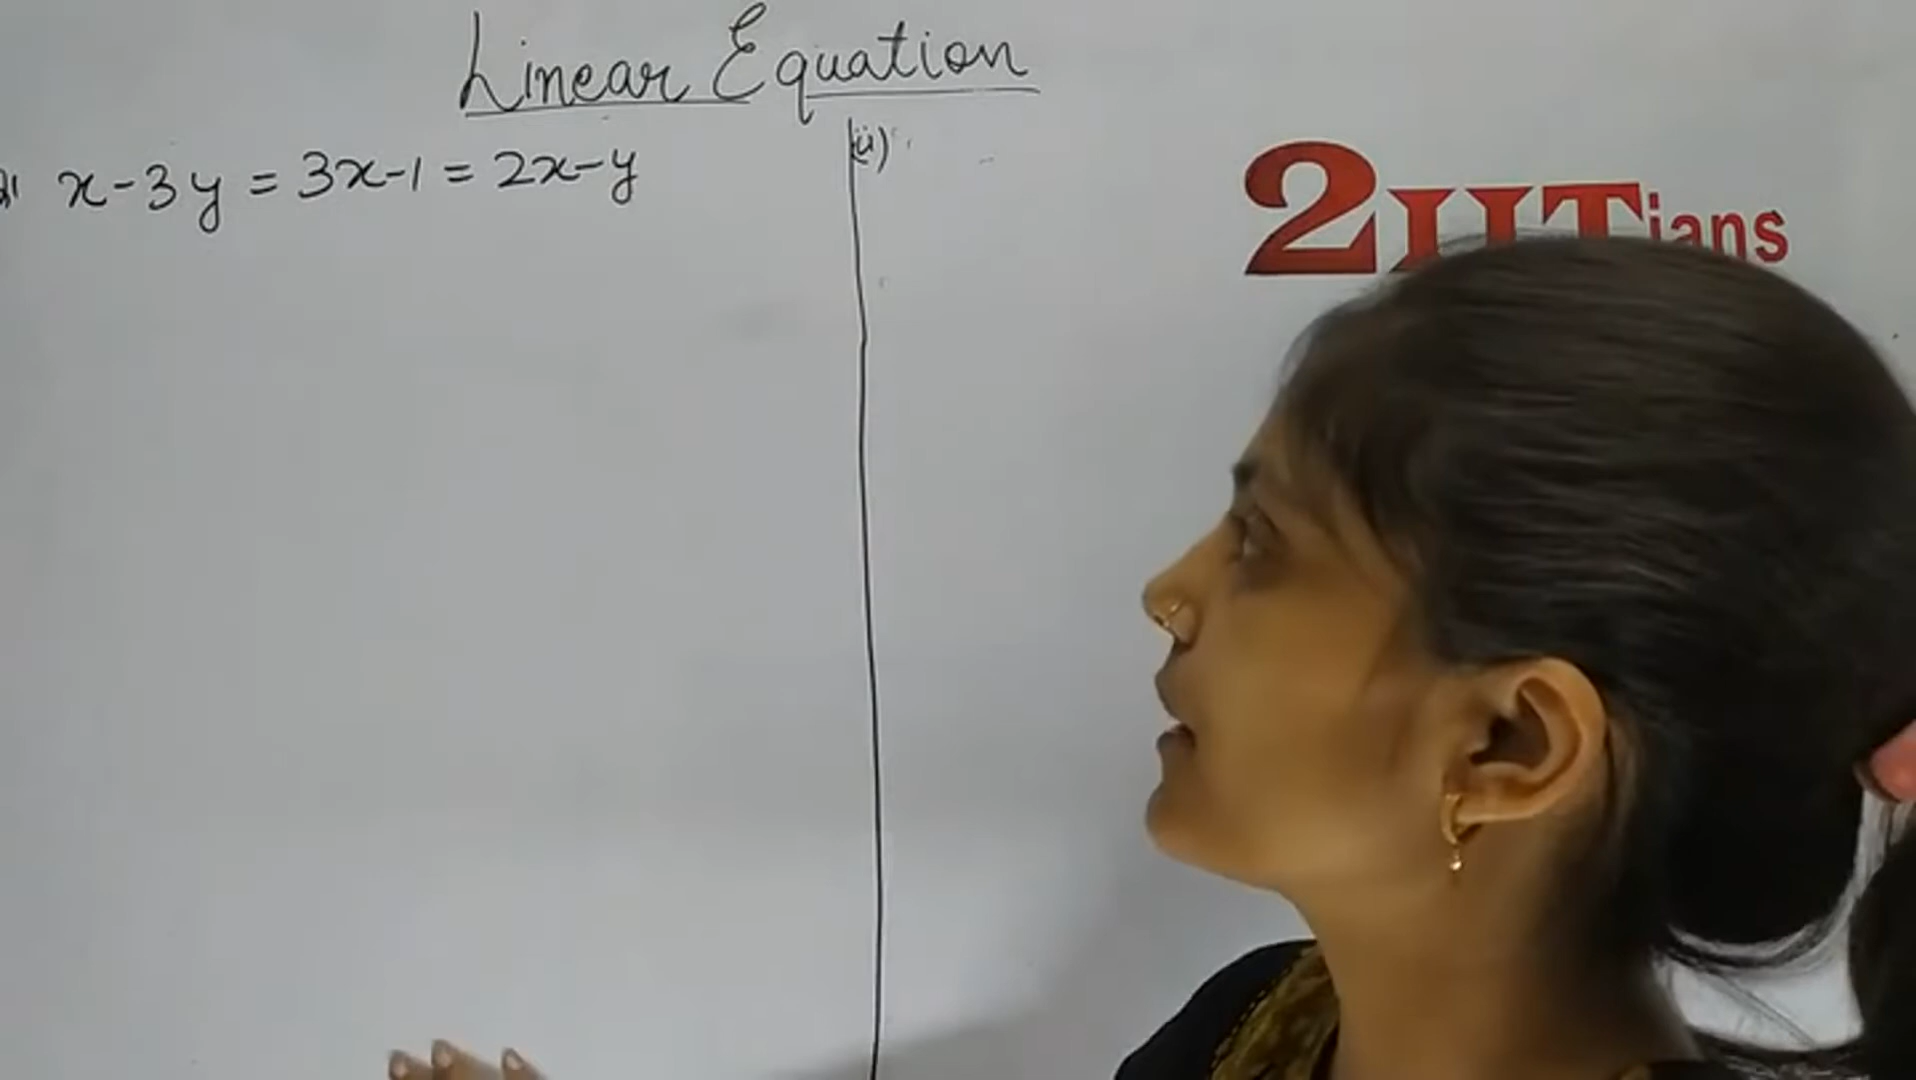 Linear Equation
x-3y = 3x-1 = 2x-y
(ii)
2IITians